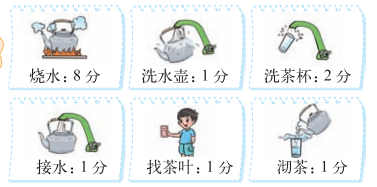 烧水：8 分
洗水壶：1 分
洗茶杯：2 分
接水：1 分
找茶叶：1 分
沏茶：1 分